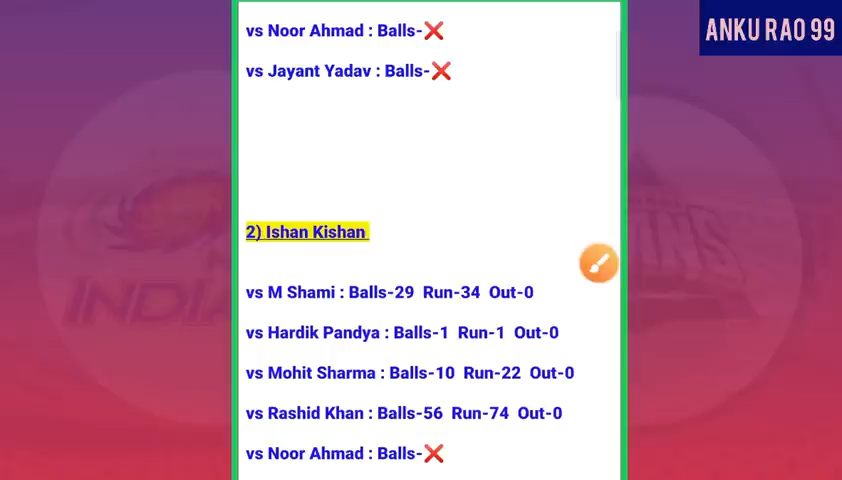 vs Noor Ahmad : Balls-❌
ANKU RAO 99
vs Jayant Yadav : Balls-❌
2) Ishan Kishan
vs M Shami : Balls-29 Run-34 Out-0
vs Hardik Pandya : Balls-1 Run-1 Out-0
vs Mohit Sharma : Balls-10 Run-22 Out-0
vs Rashid Khan : Balls-56 Run-74 Out-0
vs Noor Ahmad : Balls-❌